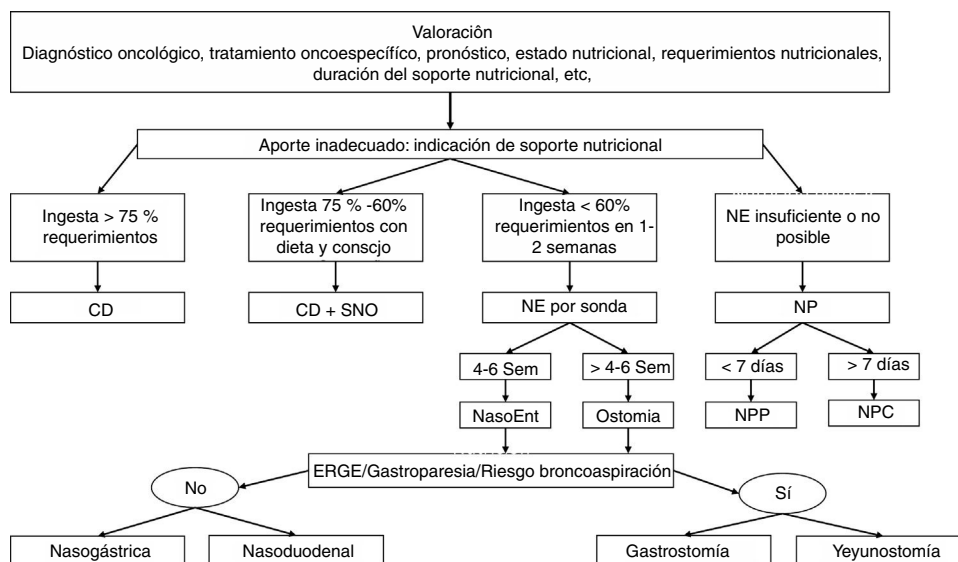 Valoraciôn
Diagnóstico oncológico, tratamiento oncoespecífico, pronóstico, estado nutricional, requerimientos nutricionales,
duración del soporte nutricional, etc,
Aporte inadecuado: indicación de soporte nutricional
Ingesta > 75 %
requerimientos
Ingesta 75 % -60%
requerimientos con
dieta y conscjo
Ingesta < 60%
requerimientos en 1-
2 semanas
NE insuficiente o no
posible
CD
CD + SNO
NE por sonda
NP
4-6 Sem
> 4-6 Sem
< 7 días
> 7 días
NasoEnt
Ostomia
NPP
NPC
ERGE/Gastroparesia/Riesgo broncoaspiración
No
Sí
Nasogástrica
Nasoduodenal
Gastrostomía
Yeyunostomía